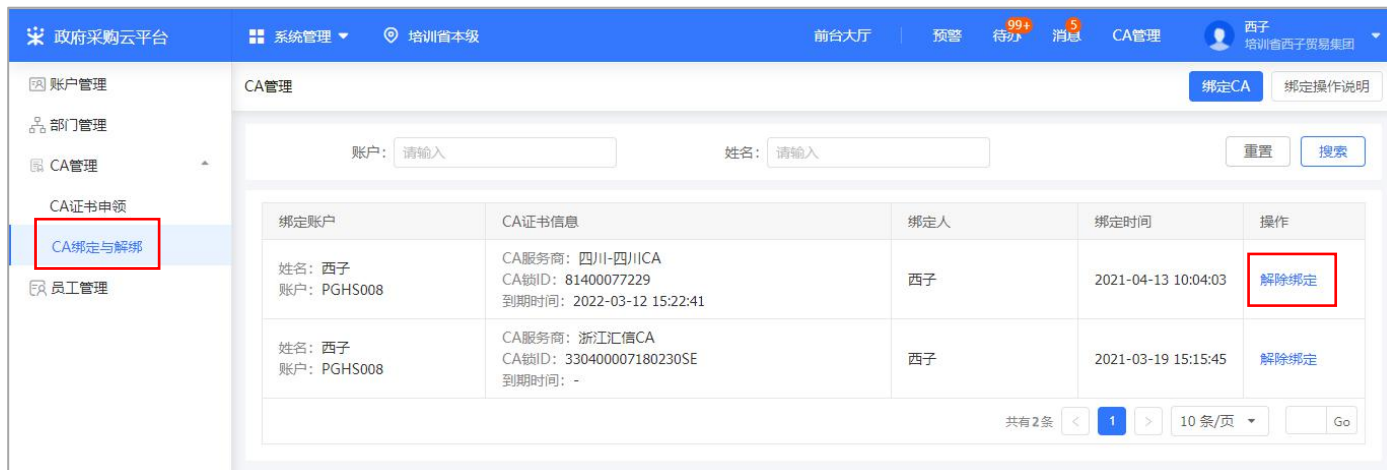 政府采购云平台 系统管理 培训省本级 前台大厅 预警 待办 99+ 消息 5 CA管理 西子
培训省西子贸易集团
账户管理
部门管理
CA管理
CA证书申领
CA绑定与解绑
员工管理
CA管理 绑定CA 绑定操作说明
账户: 请输入 姓名: 请输入 重置 搜索
绑定账户 CA证书信息 绑定人 绑定时间 操作
姓名: 西子
账户: PGHS008
CA服务商: 四川-四川CA
CA锁ID: 81400077229
到期时间: 2022-03-12 15:22:41
西子
2021-04-13 10:04:03
解除绑定
姓名: 西子
账户: PGHS008
CA服务商: 浙江汇信CA
CA锁ID: 330400007180230SE
到期时间: -
西子
2021-03-19 15:15:45
解除绑定
共有2条 < 1 > 10 条/页 Go